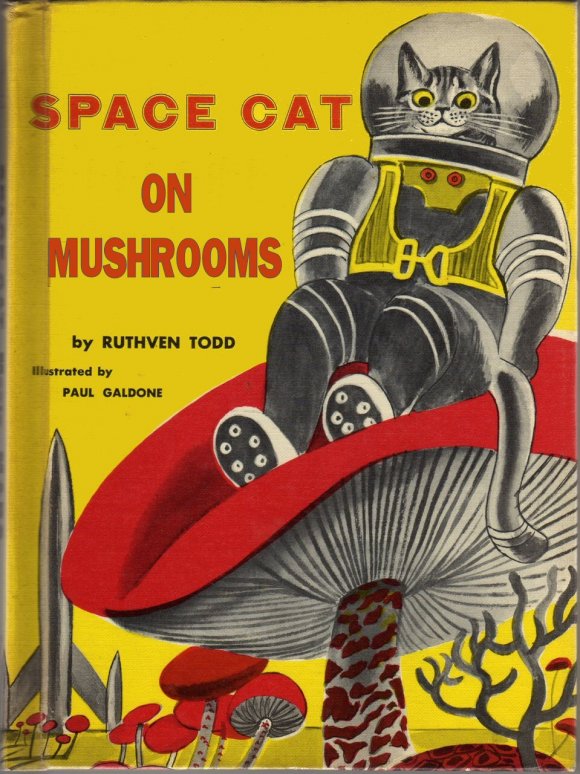 SPACE CAT
ON
MUSHROOMS
by RUTHVEN TODD
Illustrated by
PAUL GALDONE